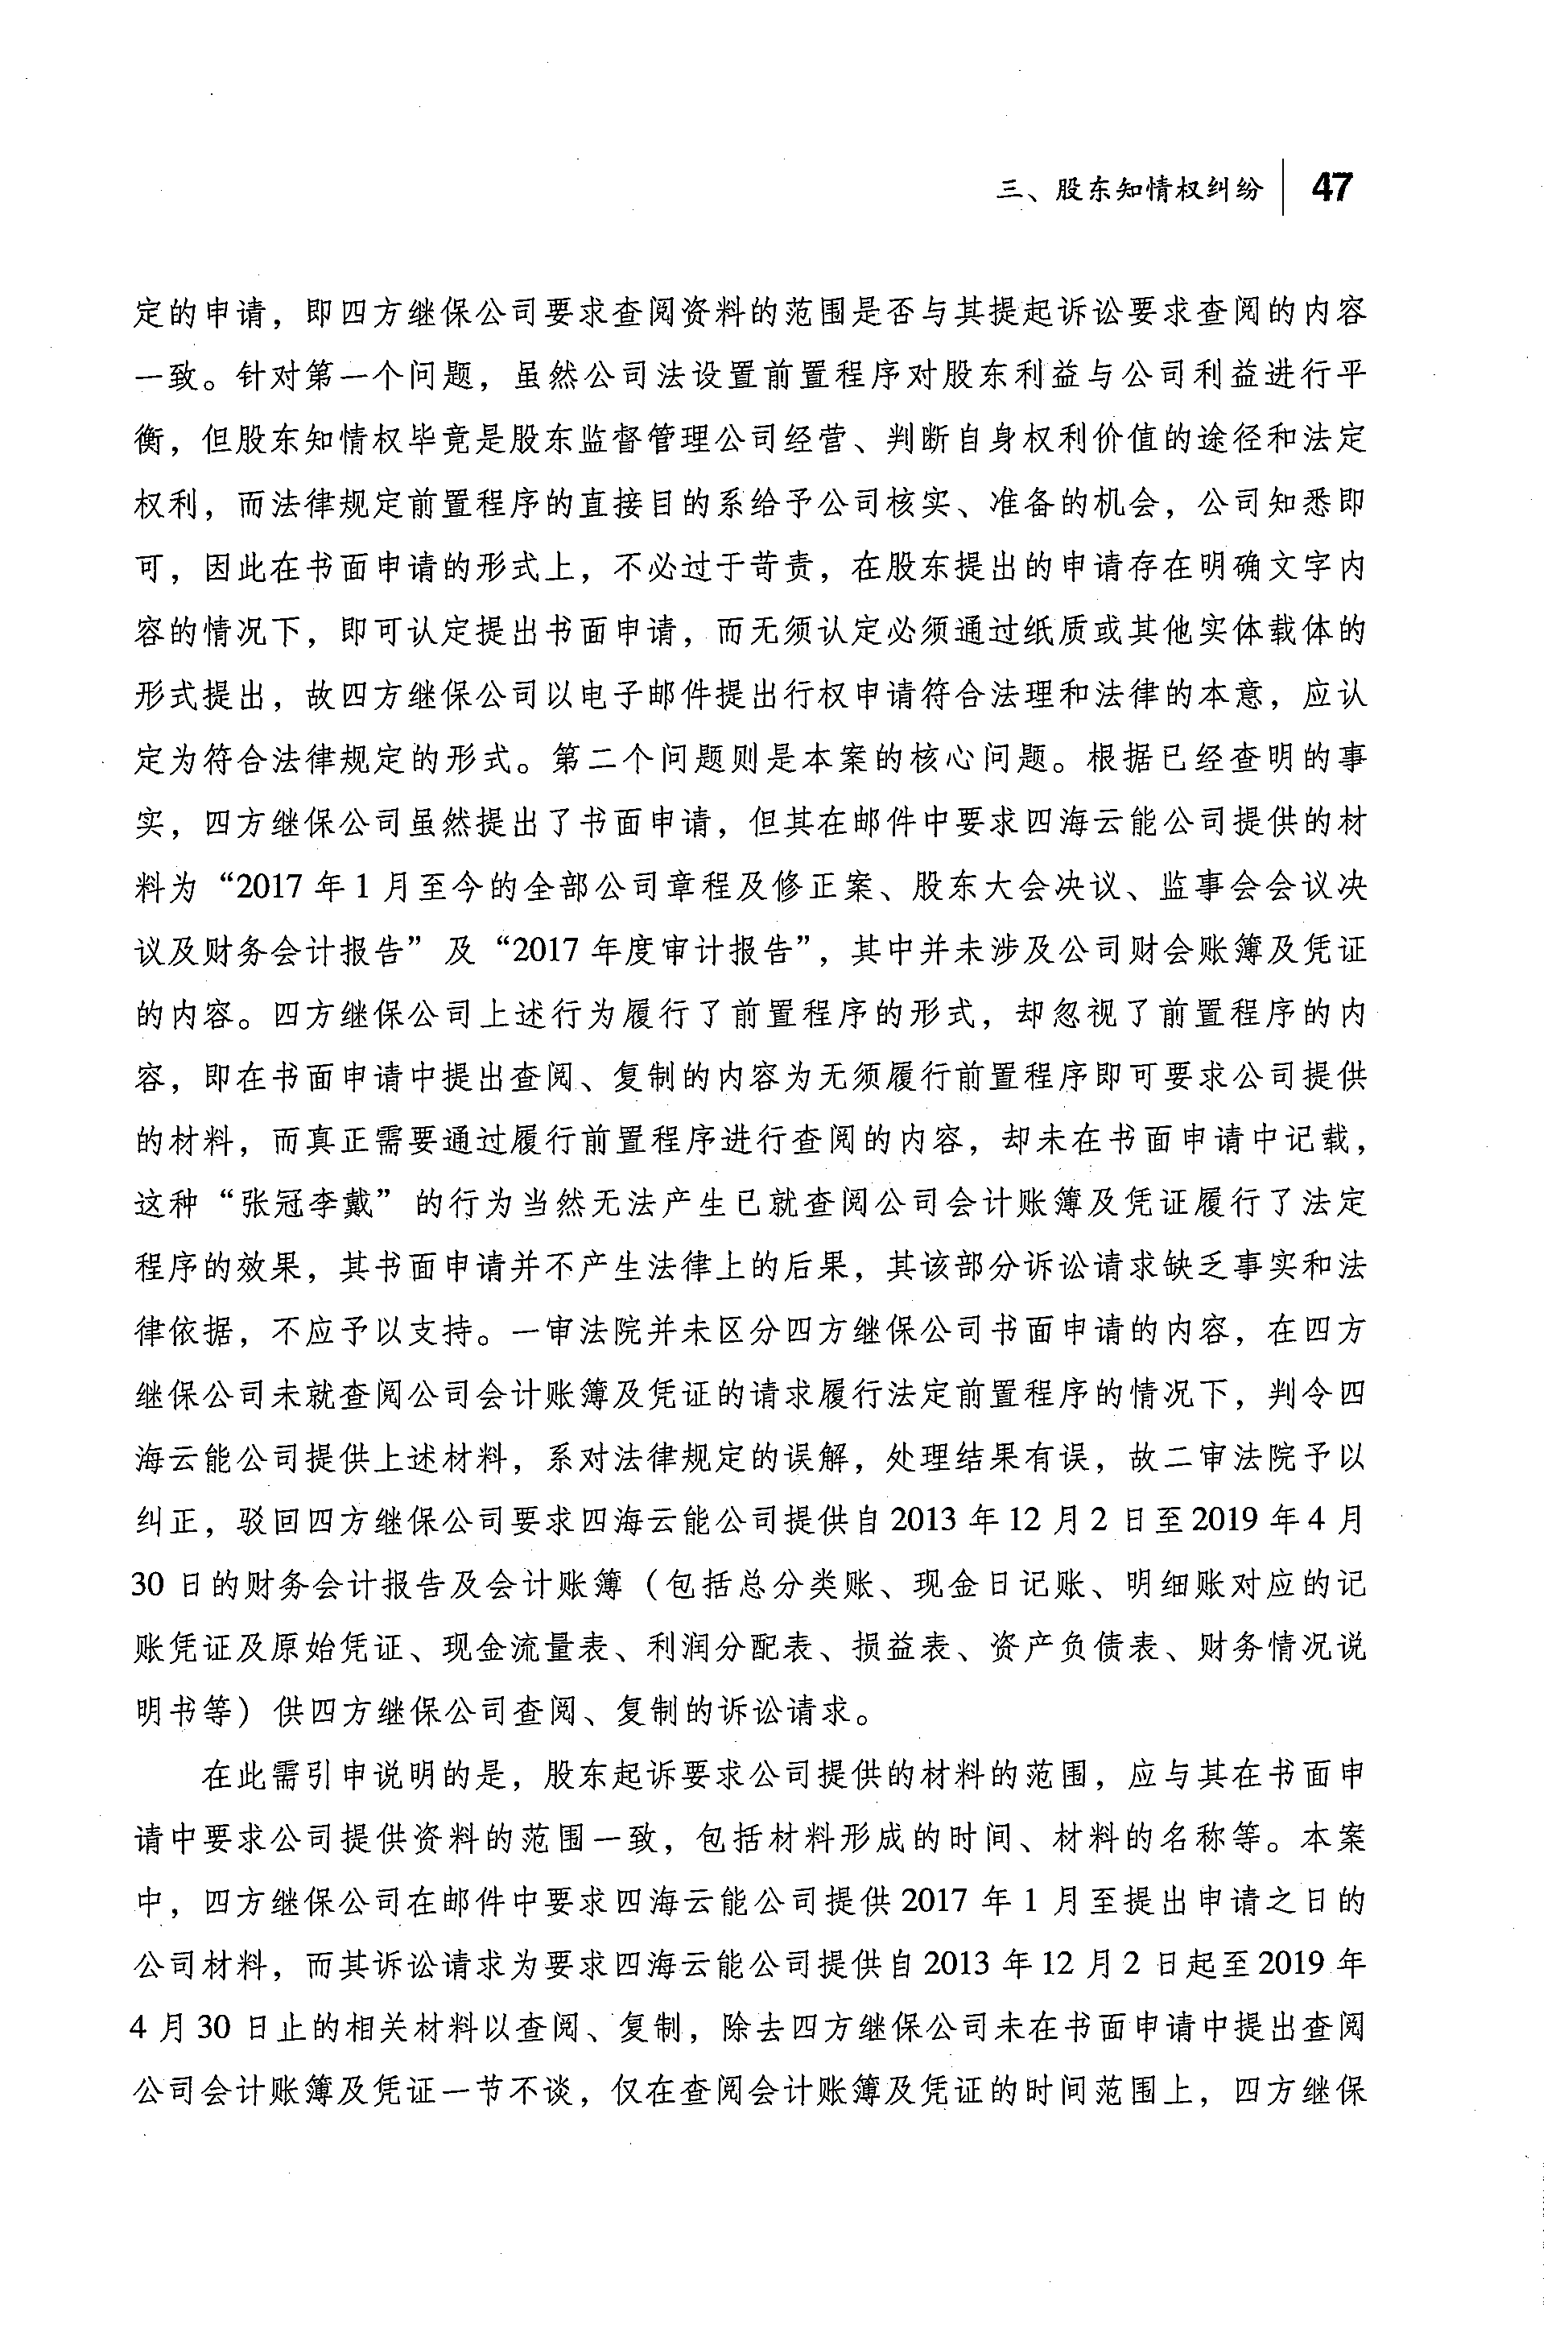 三、股东知情权纠纷 47
定的申请，即四方继保公司要求查阅资料的范围是否与其提起诉讼要求查阅的内容
一致。针对第一个问题，虽然公司法设置前置程序对股东利益与公司利益进行平
衡，但股东知情权毕竟是股东监督管理公司经营、判断自身权利价值的途径和法定
权利，而法律规定前置程序的直接目的系给予公司核实、准备的机会，公司知悉即
可，因此在书面申请的形式上，不必过于苛责，在股东提出的申请存在明确文字内
容的情况下，即可认定提出书面申请，而无须认定必须通过纸质或其他实体载体的
形式提出，故四方继保公司以电子邮件提出行权申请符合法理和法律的本意，应认
定为符合法律规定的形式。第二个问题则是本案的核心问题。根据已经查明的事
实，四方继保公司虽然提出了书面申请，但其在邮件中要求四海云能公司提供的材
料为“2017 年 1 月至今的全部公司章程及修正案、股东大会决议、监事会会议决
议及财务会计报告”及“2017 年度审计报告”，其中并未涉及公司财会账簿及凭证
的内容。四方继保公司上述行为履行了前置程序的形式，却忽视了前置程序的内
容，即在书面申请中提出查阅、复制的内容为无须履行前置程序即可要求公司提供
的材料，而真正需要通过履行前置程序进行查阅的内容，却未在书面申请中记载，
这种“张冠李戴”的行为当然无法产生已就查阅公司会计账簿及凭证履行了法定
程序的效果，其书面申请并不产生法律上的后果，其该部分诉讼请求缺乏事实和法
律依据，不应予以支持。一审法院并未区分四方继保公司书面申请的内容，在四方
继保公司未就查阅公司会计账簿及凭证的请求履行法定前置程序的情况下，判令四
海云能公司提供上述材料，系对法律规定的误解，处理结果有误，故二审法院予以
纠正，驳回四方继保公司要求四海云能公司提供自 2013 年 12 月 2 日至 2019 年 4 月
30 日的财务会计报告及会计账簿（包括总分类账、现金日记账、明细账对应的记
账凭证及原始凭证、现金流量表、利润分配表、损益表、资产负债表、财务情况说
明书等）供四方继保公司查阅、复制的诉讼请求。
在此需引申说明的是，股东起诉要求公司提供的材料的范围，应与其在书面申
请中要求公司提供资料的范围一致，包括材料形成的时间、材料的名称等。本案
中，四方继保公司在邮件中要求四海云能公司提供 2017 年 1 月至提出申请之日的
公司材料，而其诉讼请求为要求四海云能公司提供自 2013 年 12 月 2 日起至 2019 年
4 月 30 日止的相关材料以查阅、复制，除去四方继保公司未在书面申请中提出查阅
公司会计账簿及凭证一节不谈，仅在查阅会计账簿及凭证的时间范围上，四方继保